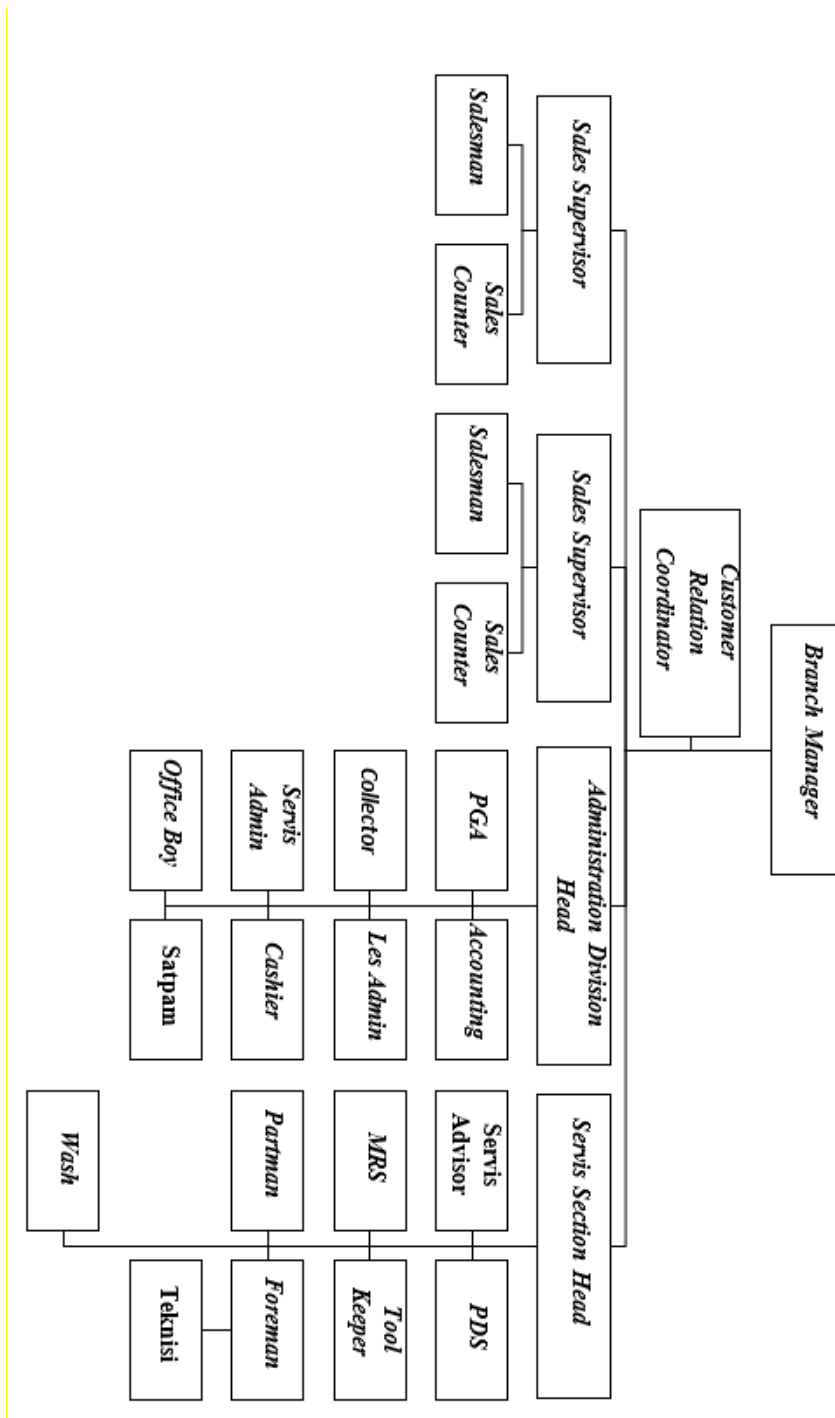 Branch Manager
Customer
Relation
Coordinator
Sales Supervisor
Sales Supervisor
Administration Division
Head
Servis Section Head
Salesman
Sales
Counter
Salesman
Sales
Counter
PGA
Accounting
Servis
Advisor
PDS
Collector
Les Admin
MRS
Tool
Keeper
Servis
Admin
Cashier
Partman
Foreman
Office Boy
Satpam
Teknisi
Wash